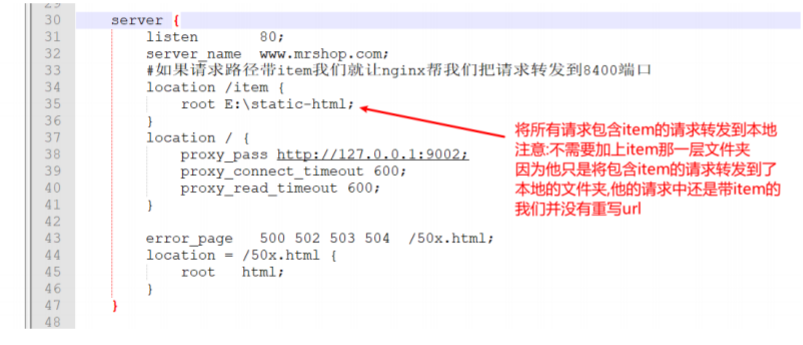 29
30 server {
31 listen 80;
32 server_name www.mrshop.com;
33 #如果请求路径带item我们就让nginx帮我们把请求转发到8400端口
34 location /item {
35 root E:\static-html;
36 }
37 location / {
38 proxy_pass http://127.0.0.1:9002;
39 proxy_connect_timeout 600;
40 proxy_read_timeout 600;
41 }
42
43 error_page 500 502 503 504 /50x.html;
44 location = /50x.html {
45 root html;
46 }
47 }
48
将所有请求包含item的请求转发到本地
注意:不需要加上item那一层文件夹
因为他只是将包含item的请求转发到了
本地的文件夹,他的请求中还是带item的
我们并没有重写url